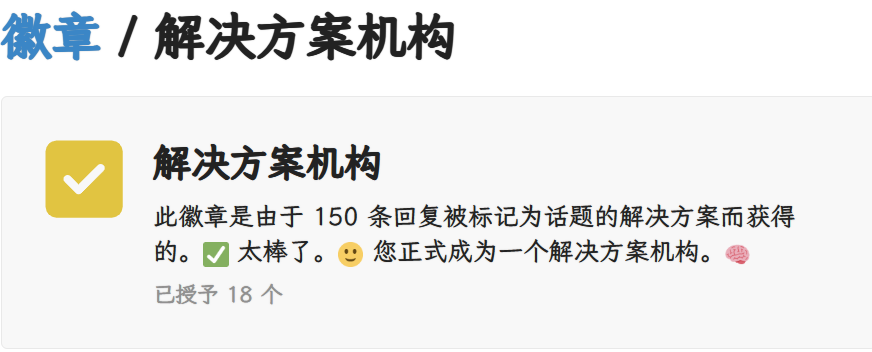 徽章 / 解决方案机构
解决方案机构
此徽章是由于 150 条回复被标记为话题的解决方案而获得
的。✅ 太棒了。🙂 您正式成为一个解决方案机构。🧠
已授予 18 个